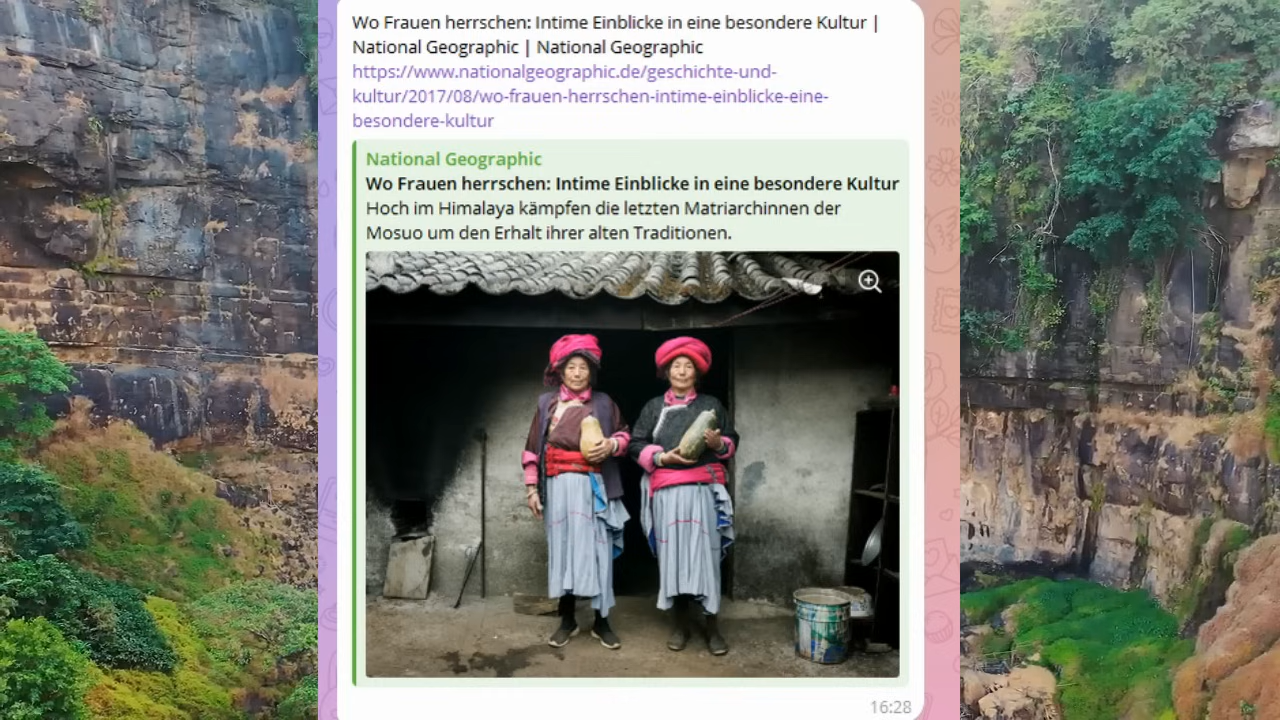 Wo Frauen herrschen: Intime Einblicke in eine besondere Kultur |
National Geographic | National Geographic
https://www.nationalgeographic.de/geschichte-und-
kultur/2017/08/wo-frauen-herrschen-intime-einblicke-eine-
besondere-kultur
National Geographic
Wo Frauen herrschen: Intime Einblicke in eine besondere Kultur
Hoch im Himalaya kämpfen die letzten Matriarchinnen der
Mosuo um den Erhalt ihrer alten Traditionen.
16:28